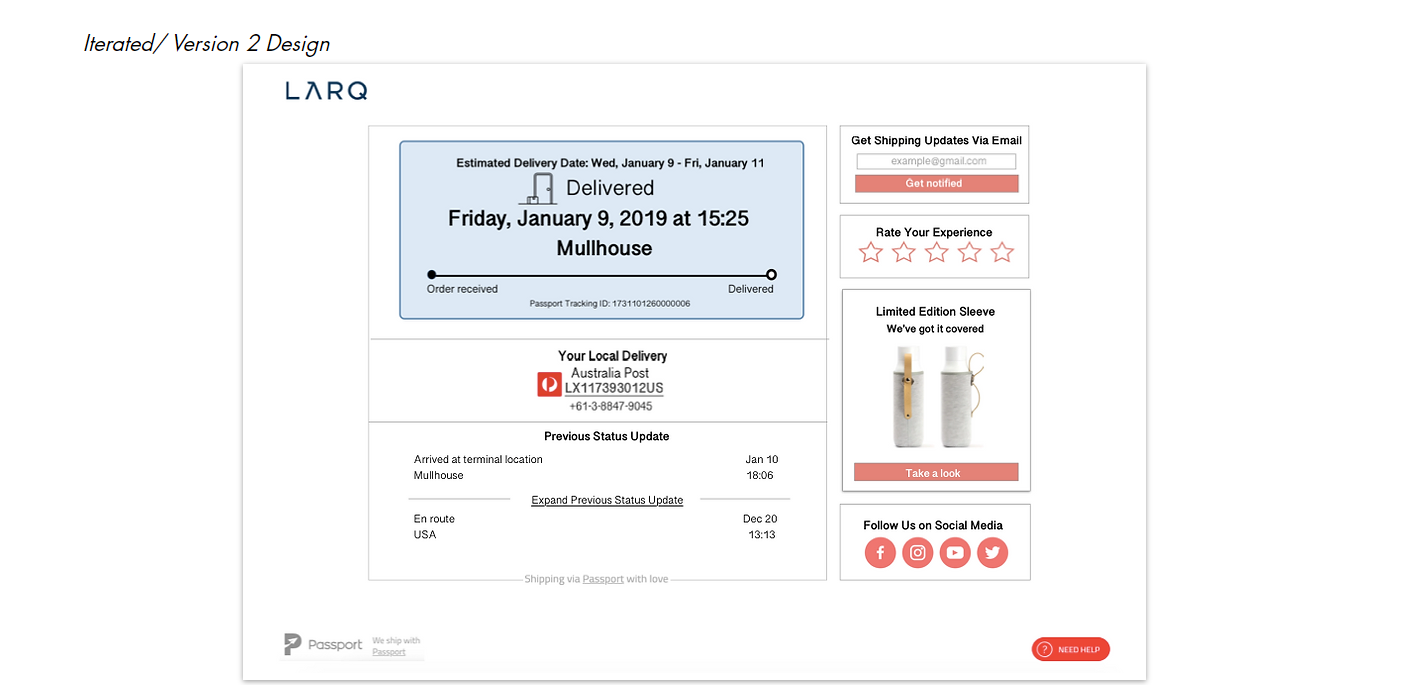 Iterated/ Version 2 Design
LARQ
Estimated Delivery Date: Wed, January 9 - Fri, January 11
Delivered
Friday, January 9, 2019 at 15:25
Mullhouse
Order received
Delivered
Passport Tracking ID: 1731101260000006
Your Local Delivery
Australia Post
LX117393012US
+61-3-8847-9045
Previous Status Update
Arrived at terminal location
Jan 10
Mullhouse
18:06
Expand Previous Status Update
En route
Dec 20
USA
13:13
Shipping via Passport with love
Get Shipping Updates Via Email
example@gmail.com
Get notified
Rate Your Experience
Limited Edition Sleeve
We've got it covered
Take a look
Follow Us on Social Media
Passport
We ship with
Passport
? NEED HELP